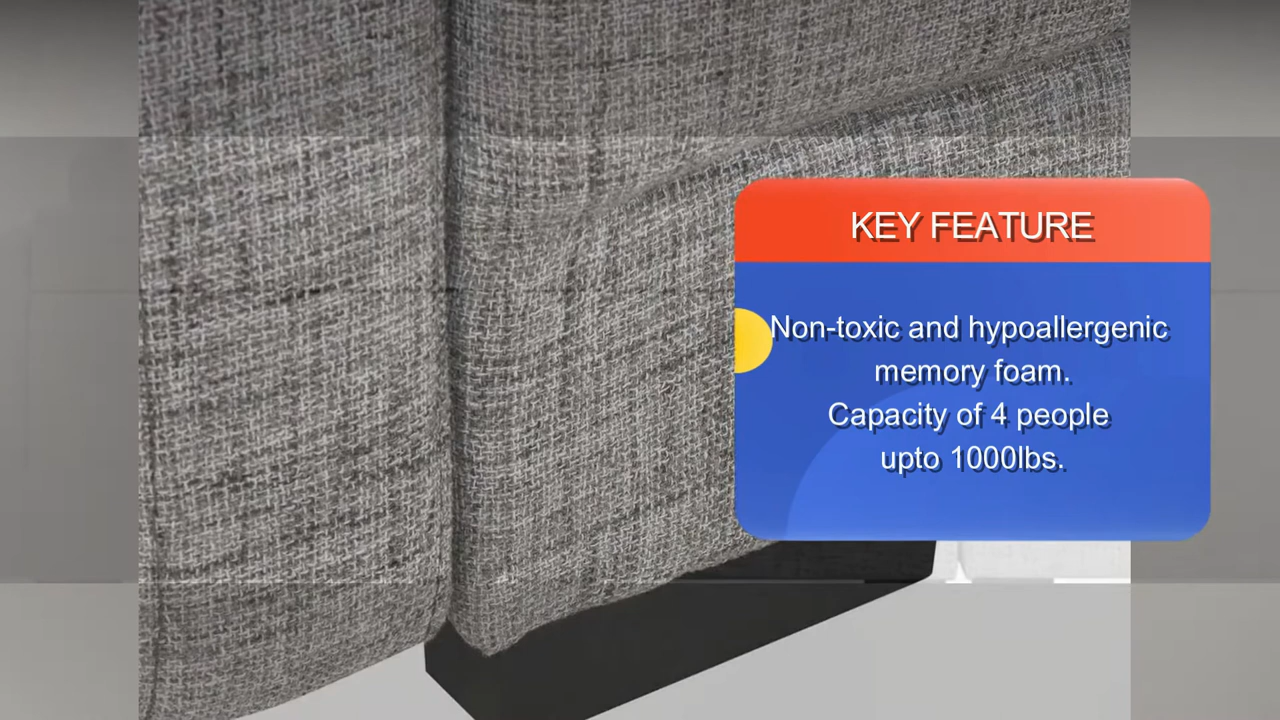 KEY FEATURE
Non-toxic and hypoallergenic
memory foam.
Capacity of 4 people
upto 1000lbs.